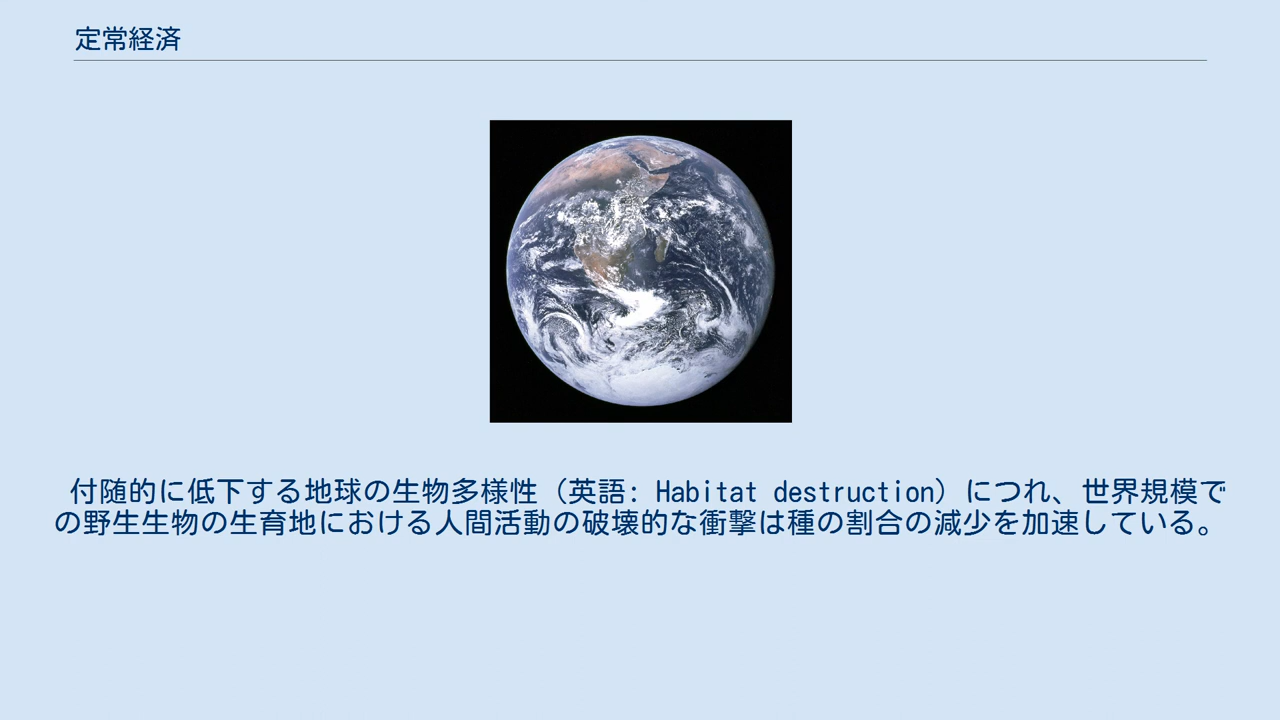 定常経済
付随的に低下する地球の生物多様性（英語: Habitat destruction）につれ、世界規模で
の野生生物の生育地における人間活動の破壊的な衝撃は種の割合の減少を加速している。